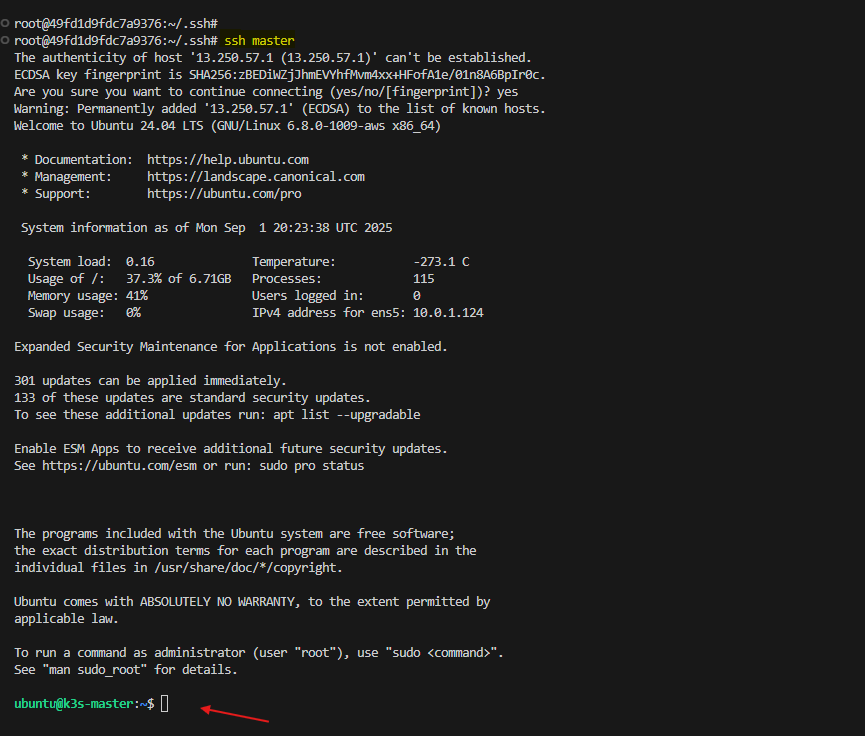 root@49fd1d9fdc7a9376:~/.ssh#
root@49fd1d9fdc7a9376:~/.ssh# ssh master
The authenticity of host '13.250.57.1 (13.250.57.1)' can't be established.
ECDSA key fingerprint is SHA256:zBEDiWZjJhmEVYhfMvm4xx+HFofA1e/01n8A6BpIr0c.
Are you sure you want to continue connecting (yes/no/[fingerprint])? yes
Warning: Permanently added '13.250.57.1' (ECDSA) to the list of known hosts.
Welcome to Ubuntu 24.04 LTS (GNU/Linux 6.8.0-1009-aws x86_64)

 * Documentation:  https://help.ubuntu.com
 * Management:     https://landscape.canonical.com
 * Support:        https://ubuntu.com/pro

 System information as of Mon Sep  1 20:23:38 UTC 2025

  System load:  0.16              Temperature:           -273.1 C
  Usage of /:   37.3% of 6.71GB   Processes:             115
  Memory usage: 41%               Users logged in:       0
  Swap usage:   0%                IPv4 address for ens5: 10.0.1.124

Expanded Security Maintenance for Applications is not enabled.

301 updates can be applied immediately.
133 of these updates are standard security updates.
To see these additional updates run: apt list --upgradable

Enable ESM Apps to receive additional future security updates.
See https://ubuntu.com/esm or run: sudo pro status

The programs included with the Ubuntu system are free software;
the exact distribution terms for each program are described in the
individual files in /usr/share/doc/*/copyright.

Ubuntu comes with ABSOLUTELY NO WARRANTY, to the extent permitted by
applicable law.

To run a command as administrator (user "root"), use "sudo <command>".
See "man sudo_root" for details.

ubuntu@k3s-master:~$